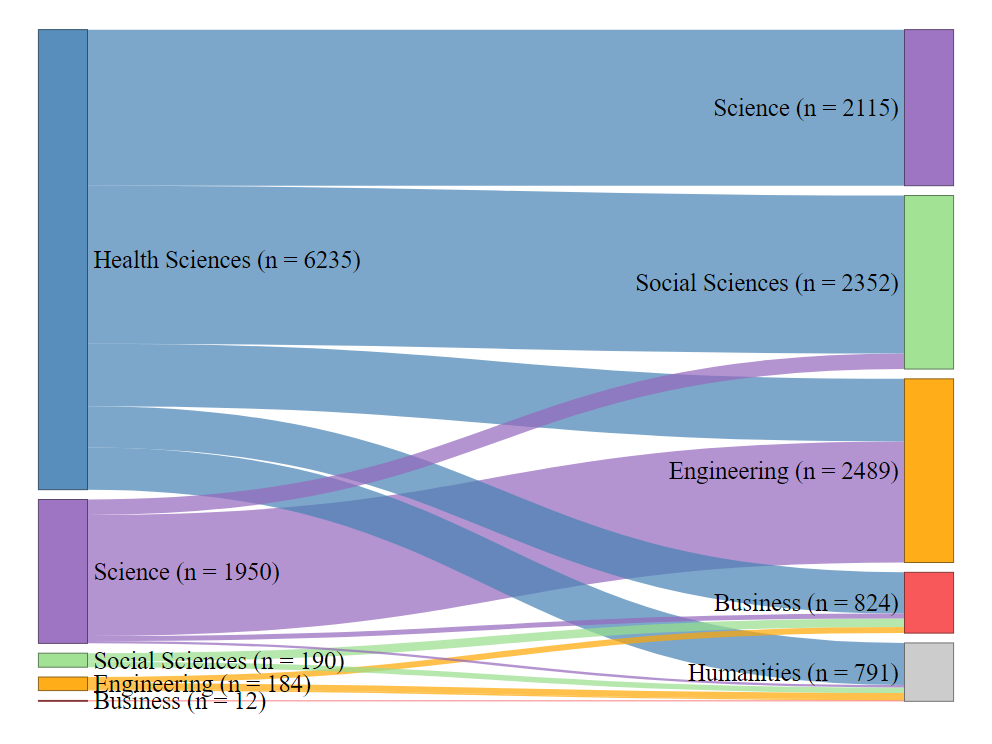 Health Sciences (n = 6235)
Science (n = 1950)
Social Sciences (n = 190)
Engineering (n = 184)
Business (n = 12)
Science (n = 2115)
Social Sciences (n = 2352)
Engineering (n = 2489)
Business (n = 824)
Humanities (n = 791)